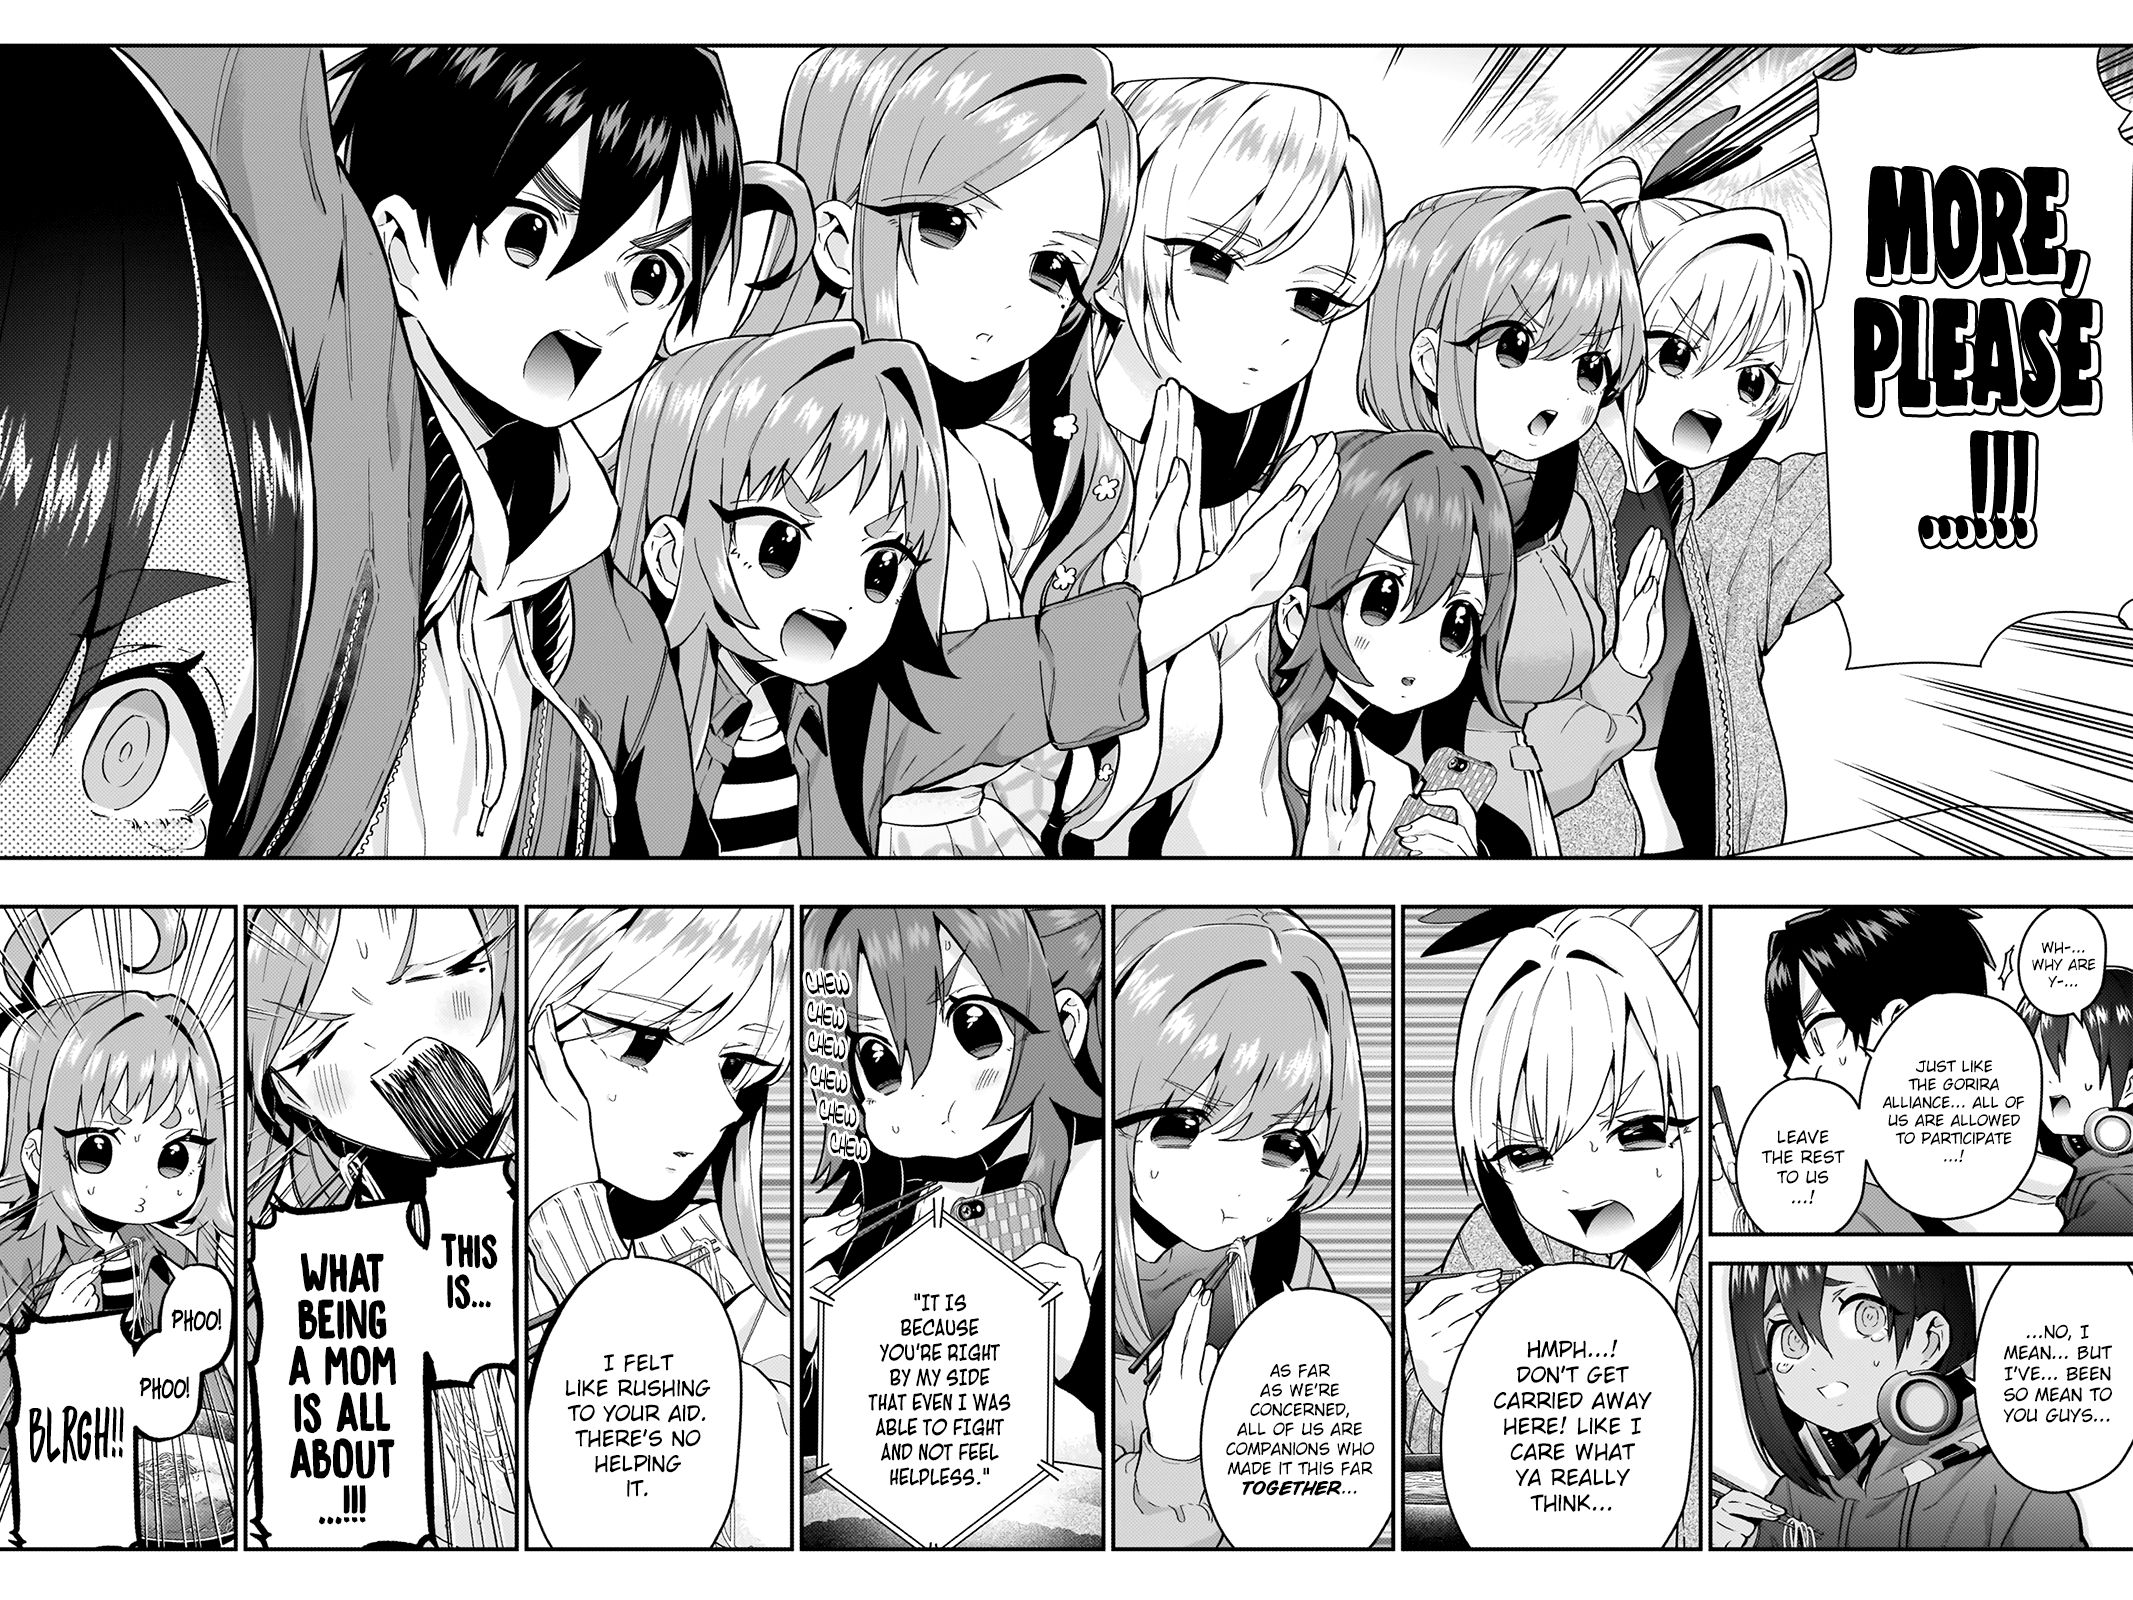 MORE,
PLEASE
...!!!
WH-...
WHY ARE
Y-...
JUST LIKE
THE GORIRA
ALLIANCE... ALL OF
US ARE ALLOWED
TO PARTICIPATE
...!
LEAVE
THE REST
TO US
...!
...NO, I
MEAN... BUT
I'VE... BEEN
SO MEAN TO
YOU GUYS...
HMPH...!
DON'T GET
CARRIED AWAY
HERE! LIKE I
CARE WHAT
YA REALLY
THINK...
AS FAR
AS WE'RE
CONCERNED,
ALL OF US ARE
COMPANIONS WHO
MADE IT THIS FAR
TOGETHER...
CHEW
CHEW
CHEW
CHEW
CHEW
CHEW
"IT IS
BECAUSE
YOU'RE RIGHT
BY MY SIDE
THAT EVEN I WAS
ABLE TO FIGHT
AND NOT FEEL
HELPLESS."
I FELT
LIKE RUSHING
TO YOUR AID.
THERE'S NO
HELPING
IT.
THIS
IS...
WHAT
BEING
A MOM
IS ALL
ABOUT
...!!!
PHOO!
PHOO!
BLRGH!!